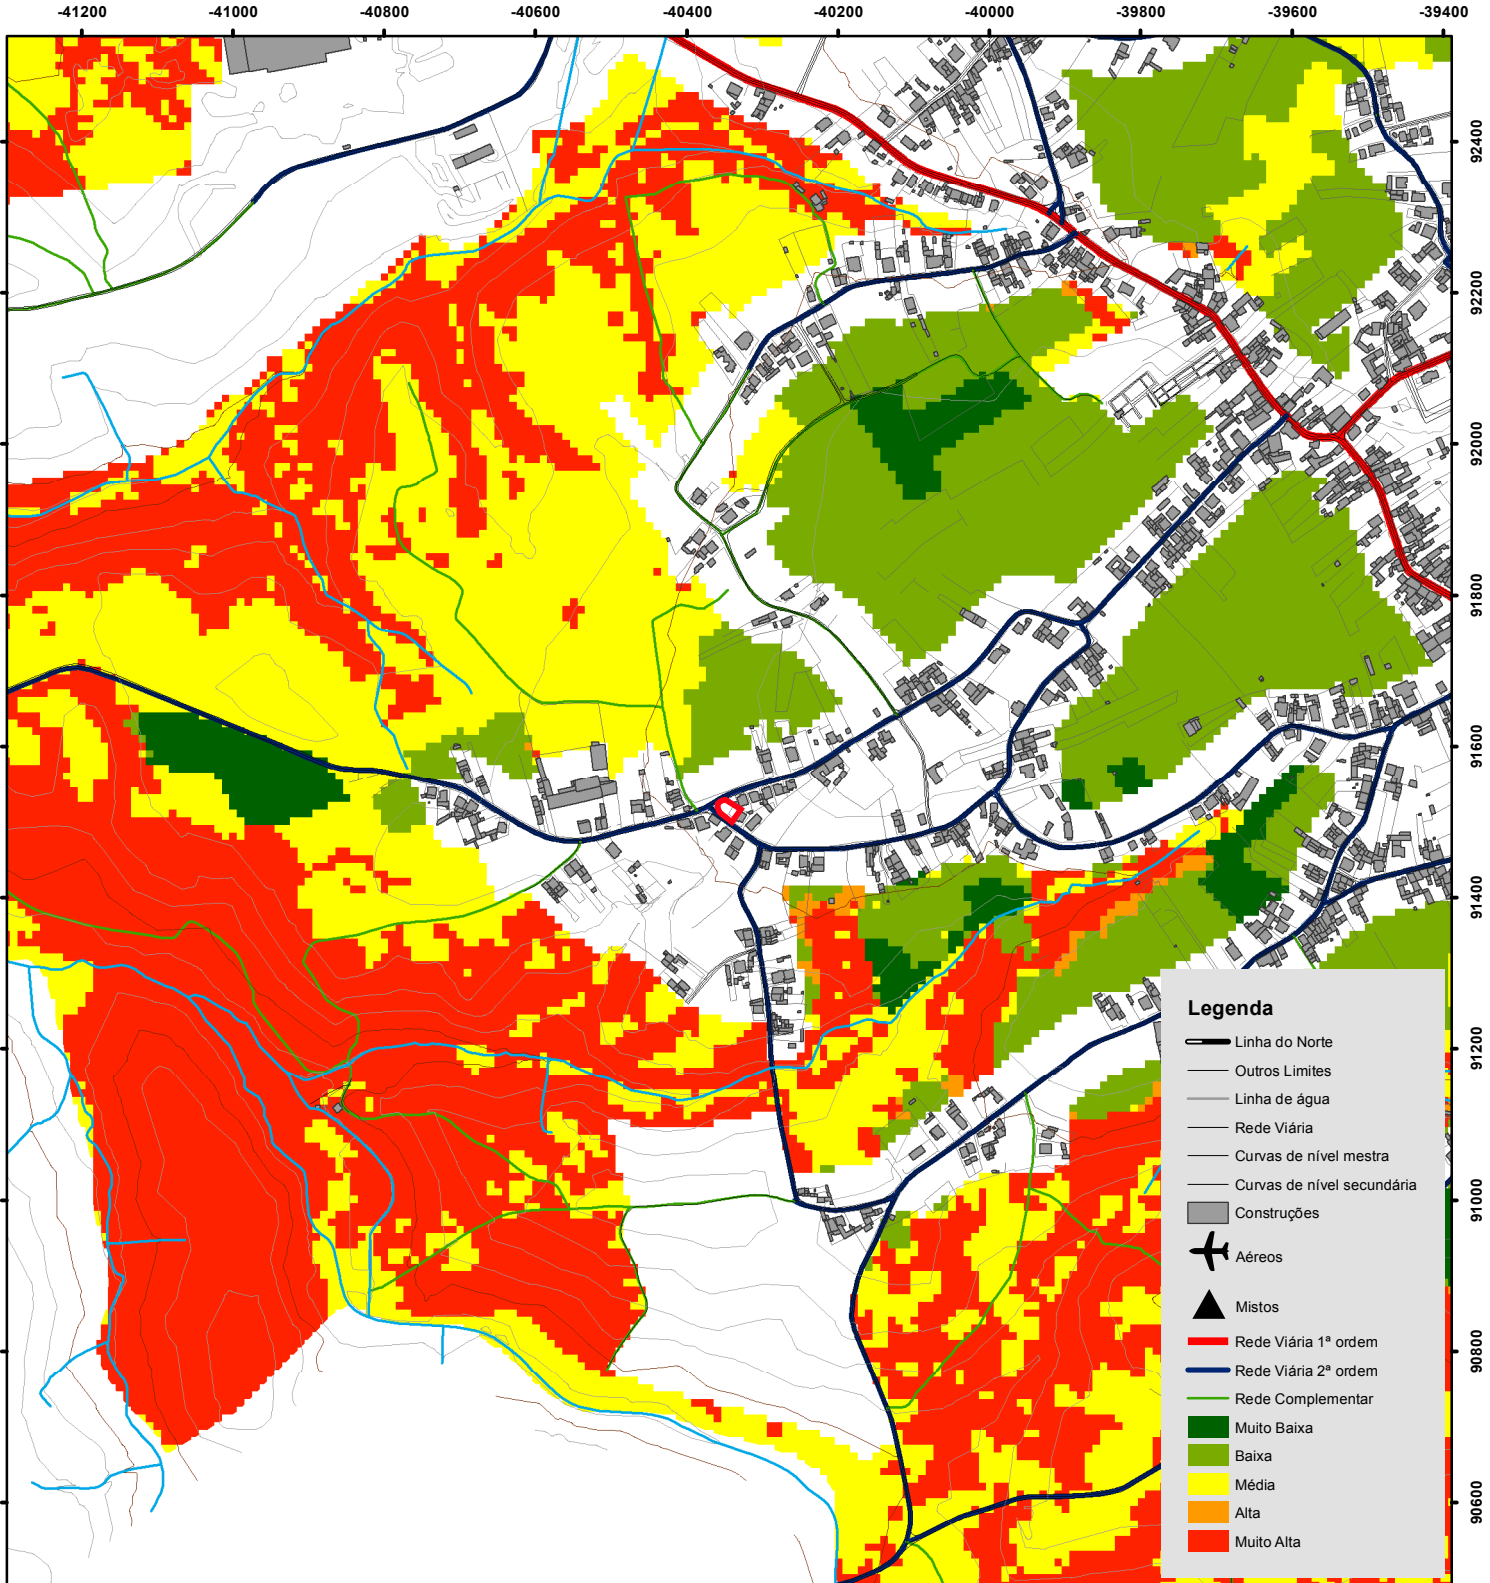 -41200 -41000 -40800 -40600 -40400 -40200 -40000 -39800 -39600 -39400
92400
92200
92000
91800
91600
91400
91200
91000
90800
90600
Legenda
Linha do Norte
Outros Limites
Linha de água
Rede Viária
Curvas de nível mestra
Curvas de nível secundária
Construções
Aéreos
Mistos
Rede Viária 1ª ordem
Rede Viária 2ª ordem
Rede Complementar
Muito Baixa
Baixa
Média
Alta
Muito Alta